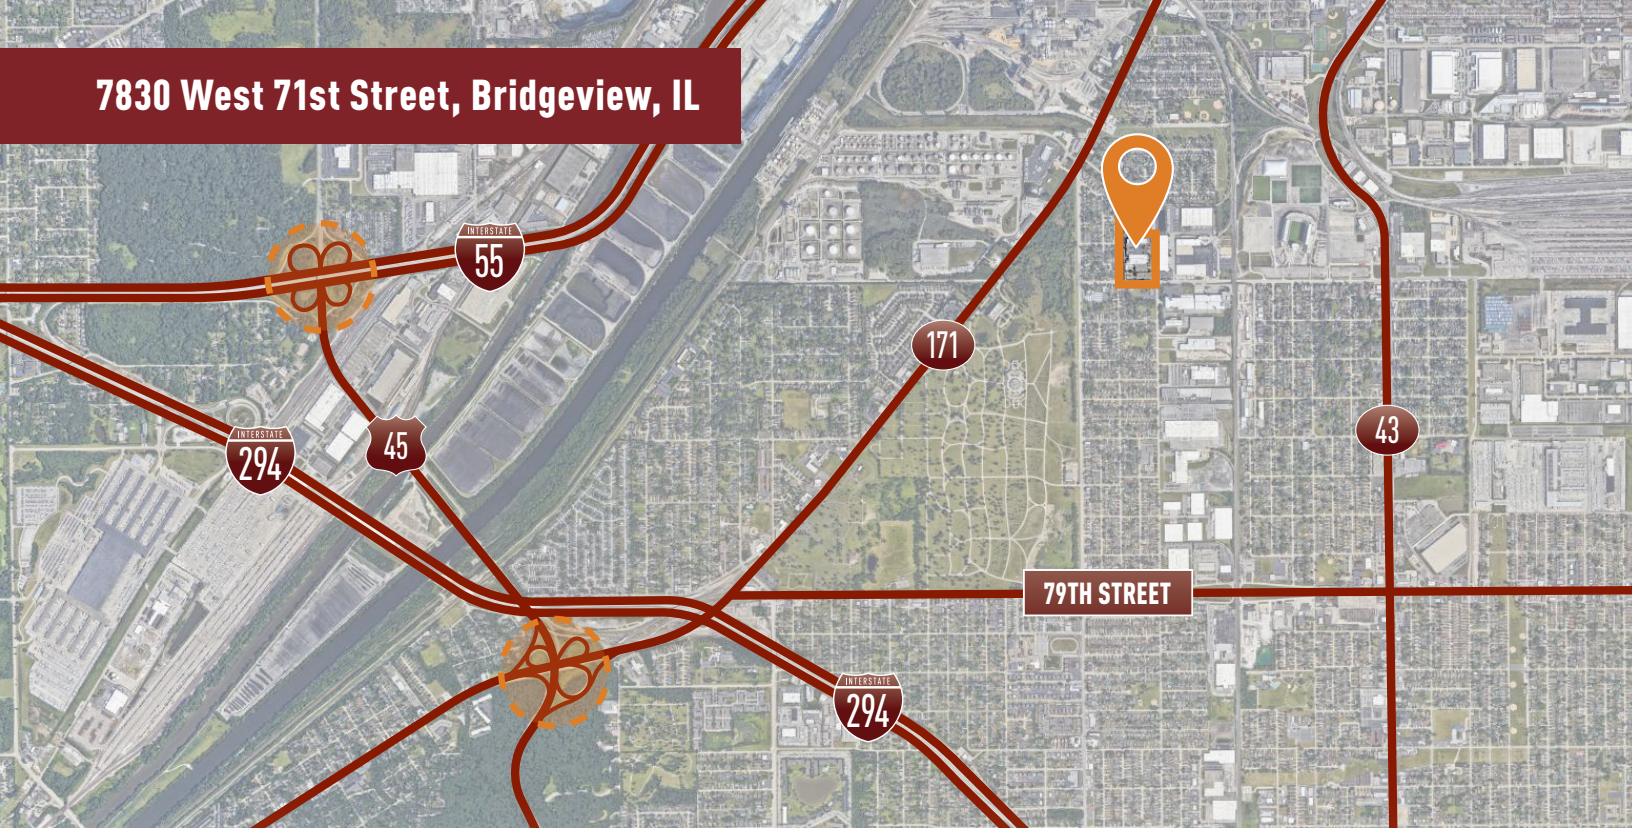 7830 West 71st Street, Bridgeview, IL
INTERSTATE
55
171
43
INTERSTATE
294
45
79TH STREET
INTERSTATE
294